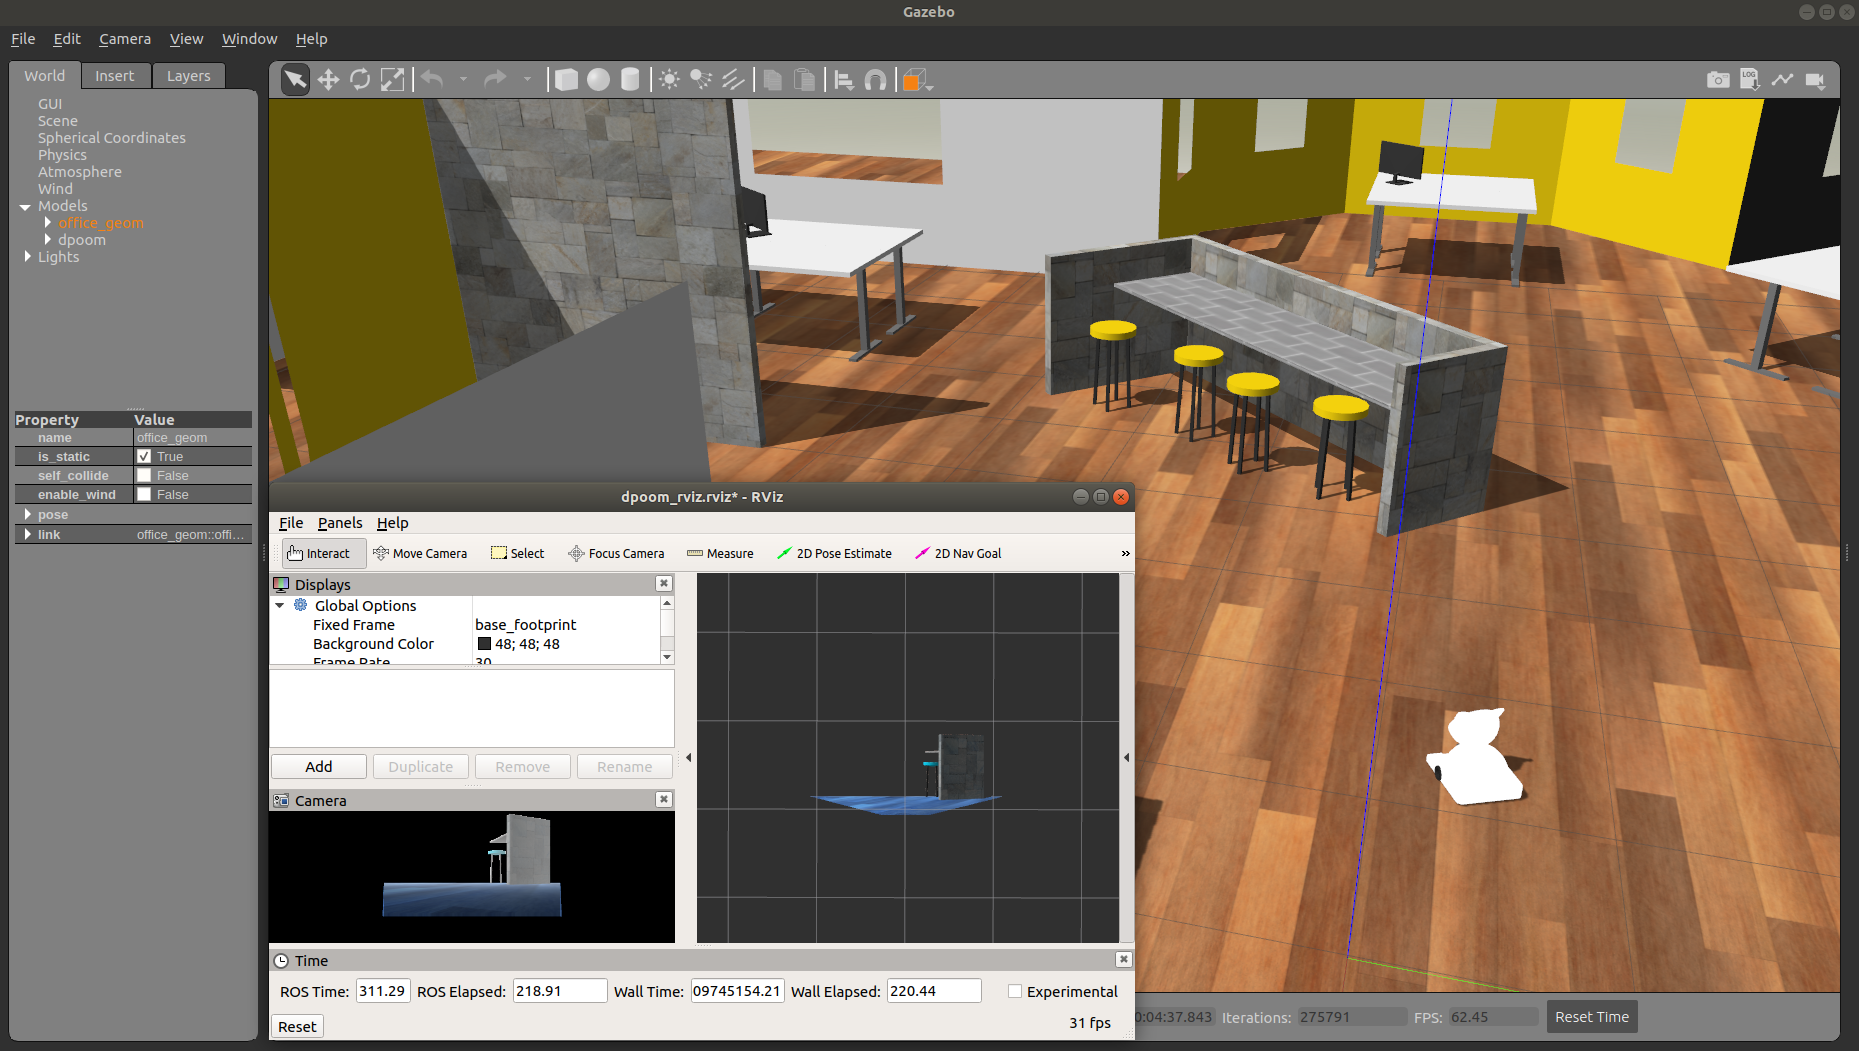 Gazebo
File Edit Camera View Window Help
World Insert Layers
LOG
GUI
Scene
Spherical Coordinates
Physics
Atmosphere
Wind
Models
office_geom
dpoom
Lights
Property Value
name office_geom
is_static True
self_collide False
enable_wind False
pose
link office_geom::offi...
dpoom_rviz.rviz* - RViz
File Panels Help
Interact Move Camera Select Focus Camera Measure 2D Pose Estimate 2D Nav Goal »
Displays
Global Options
Fixed Frame base_footprint
Background Color 48; 48; 48
Frame Rate 30
Add Duplicate Remove Rename
Camera
Time
ROS Time: 311.29 ROS Elapsed: 218.91 Wall Time: 09745154.21 Wall Elapsed: 220.44 Experimental
Reset 31 fps
0:04:37.843 Iterations: 275791 FPS: 62.45 Reset Time